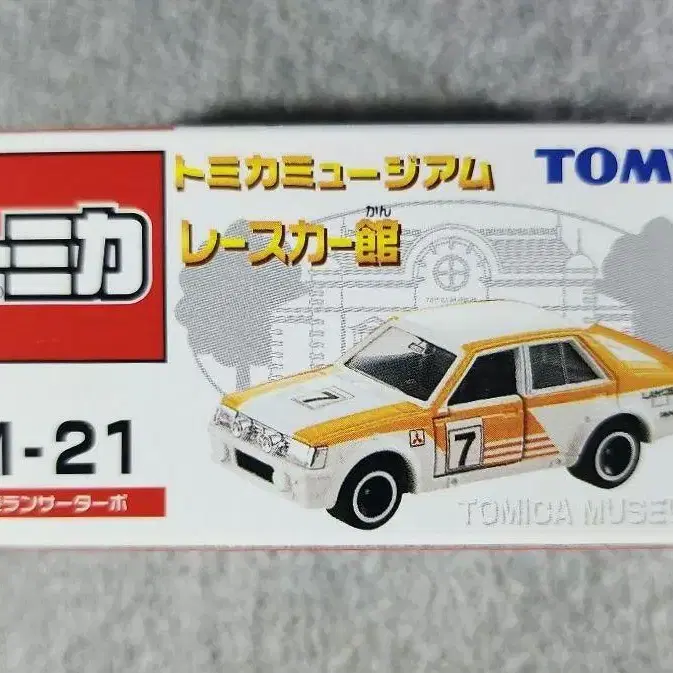 トミカミュージアム
TOMY
かん
レースカー館
トミカ
7
7
M-21
ランサーターボ
TOMICA MUSEU